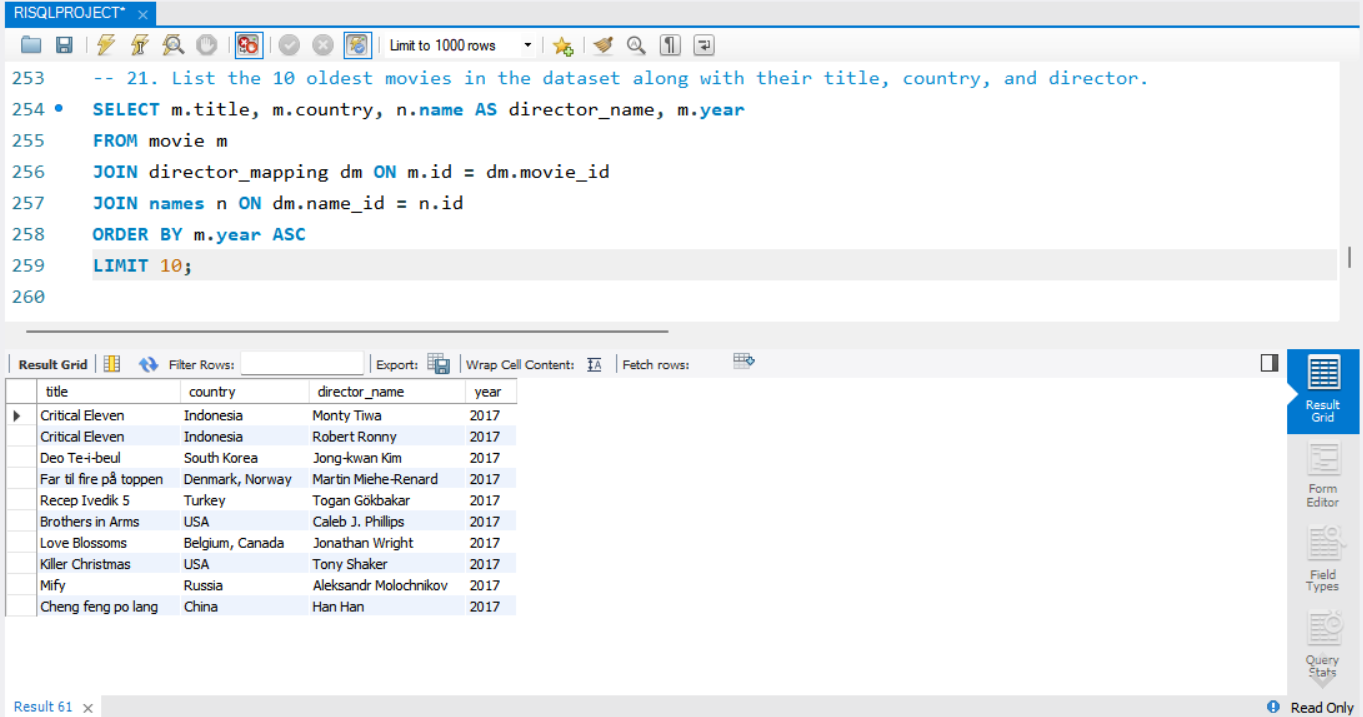 RISQLPROJECT* ×
Limit to 1000 rows
253 -- 21. List the 10 oldest movies in the dataset along with their title, country, and director.
254 SELECT m.title, m.country, n.name AS director_name, m.year
255 FROM movie m
256 JOIN director_mapping dm ON m.id = dm.movie_id
257 JOIN names n ON dm.name_id = n.id
258 ORDER BY m.year ASC
259 LIMIT 10;
260
Result Grid Filter Rows: Export: Wrap Cell Content: IA Fetch rows:
title country director_name year
Critical Eleven Indonesia Monty Tiwa 2017
Critical Eleven Indonesia Robert Ronny 2017
Deo Te-i-beul South Korea Jong-kwan Kim 2017
Far til fire på toppen Denmark, Norway Martin Miehe-Renard 2017
Recep Ivedik 5 Turkey Togan Gökbakar 2017
Brothers in Arms USA Caleb J. Phillips 2017
Love Blossoms Belgium, Canada Jonathan Wright 2017
Killer Christmas USA Tony Shaker 2017
Mify Russia Aleksandr Molochnikov 2017
Cheng feng po lang China Han Han 2017
Result
Grid
Form
Editor
Field
Types
Query
Stats
Result 61 ×
Read Only